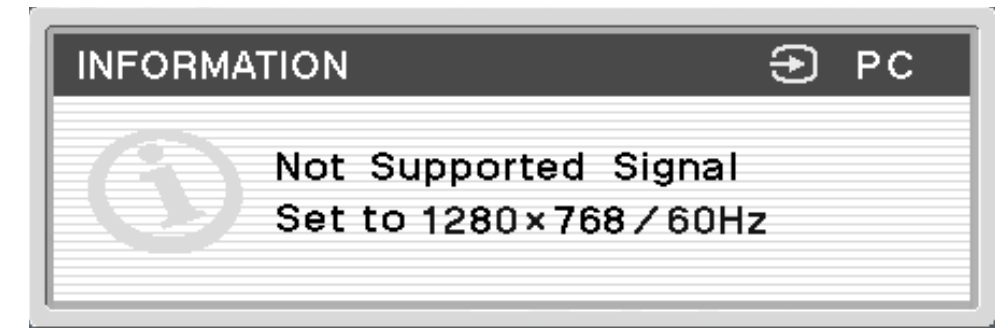 INFORMATION PC
Not Supported Signal
Set to 1280×768/60Hz